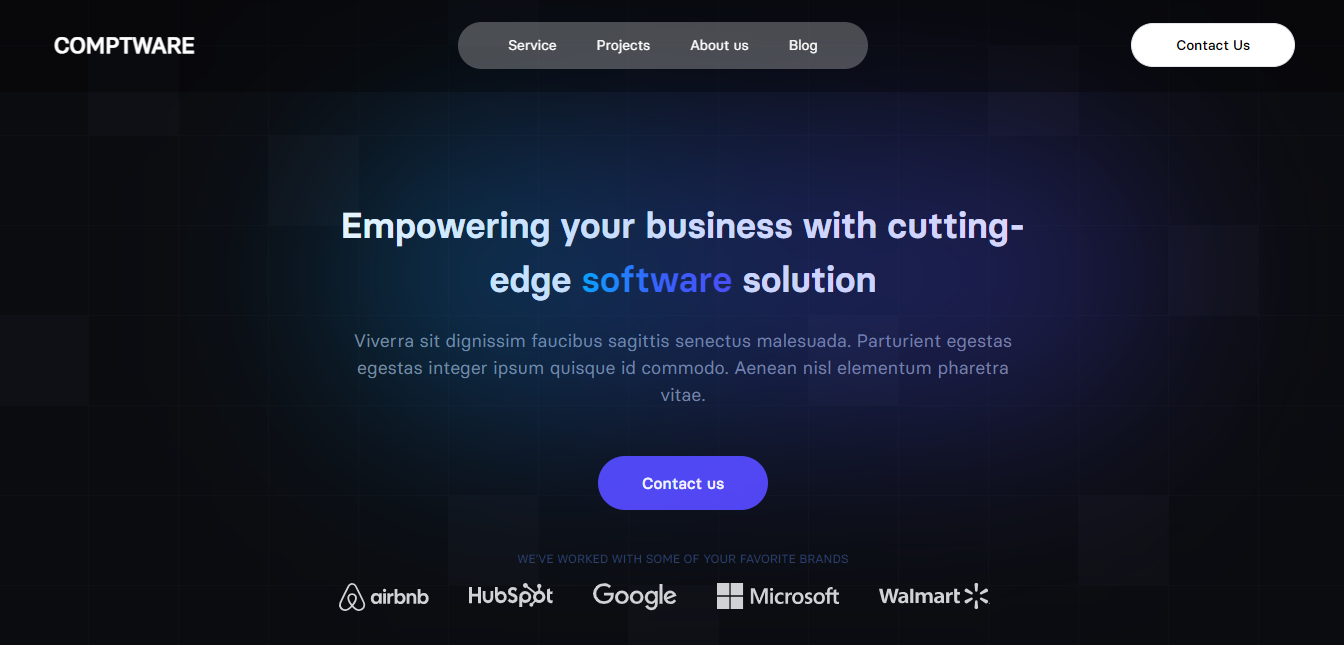 COMPTWARE
Service Projects About us Blog
Contact Us
Empowering your business with cutting-
edge software solution
Viverra sit dignissim faucibus sagittis senectus malesuada. Parturient egestas
egestas integer ipsum quisque id commodo. Aenean nisl elementum pharetra
vitae.
Contact us
WE'VE WORKED WITH SOME OF YOUR FAVORITE BRANDS
airbnb HubSpot Google Microsoft Walmart